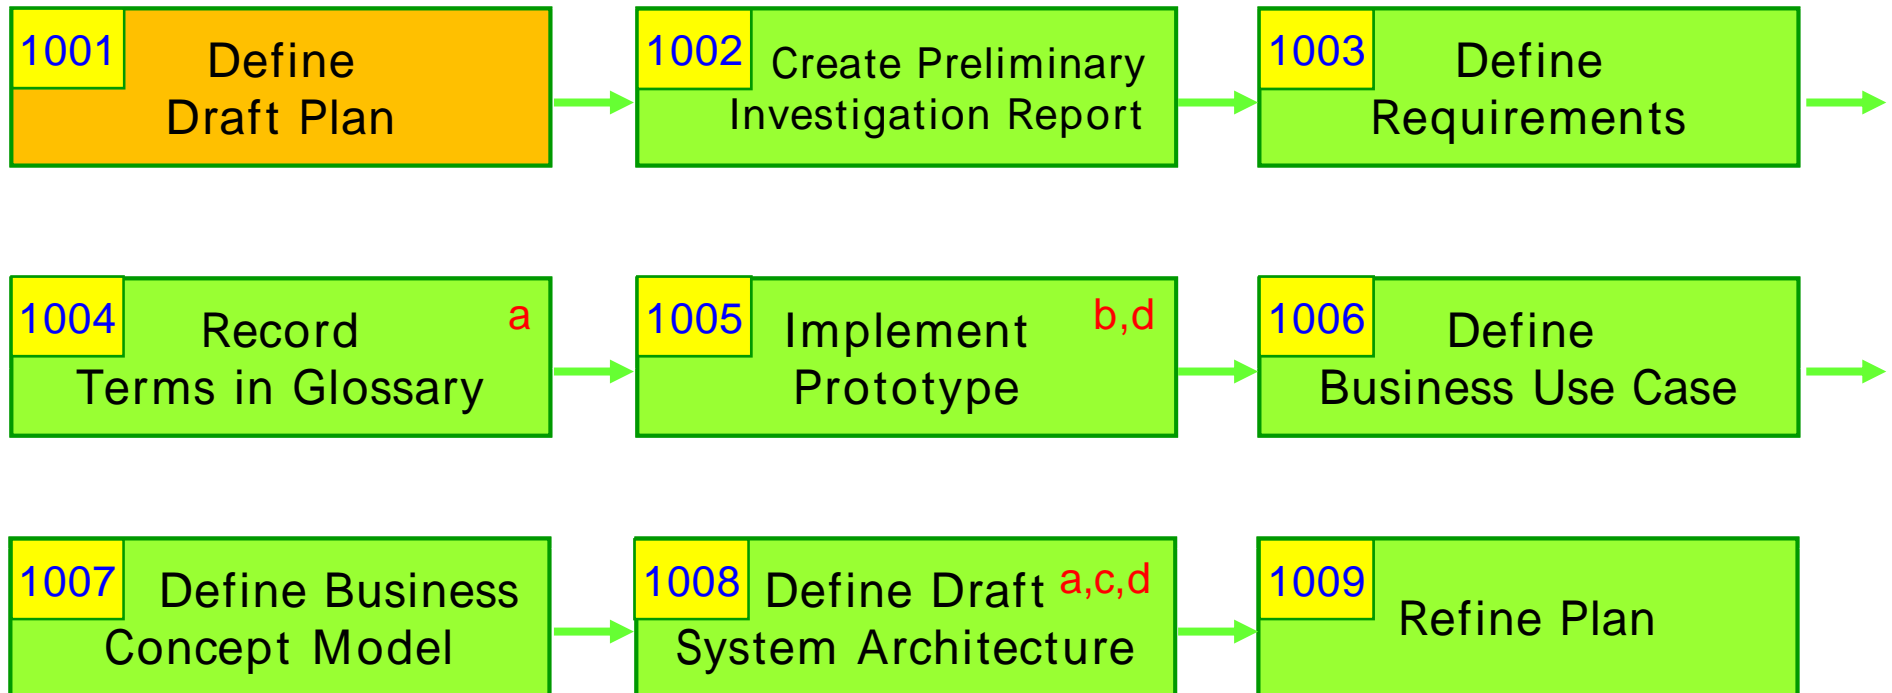 1001
Define
Draft Plan
1002
Create Preliminary
Investigation Report
1003
Define
Requirements
1004
Record
a
Terms in Glossary
1005
Implement
b,d
Prototype
1006
Define
Business Use Case
1007
Define Business
Concept Model
1008
Define Draft
a,c,d
System Architecture
1009
Refine Plan